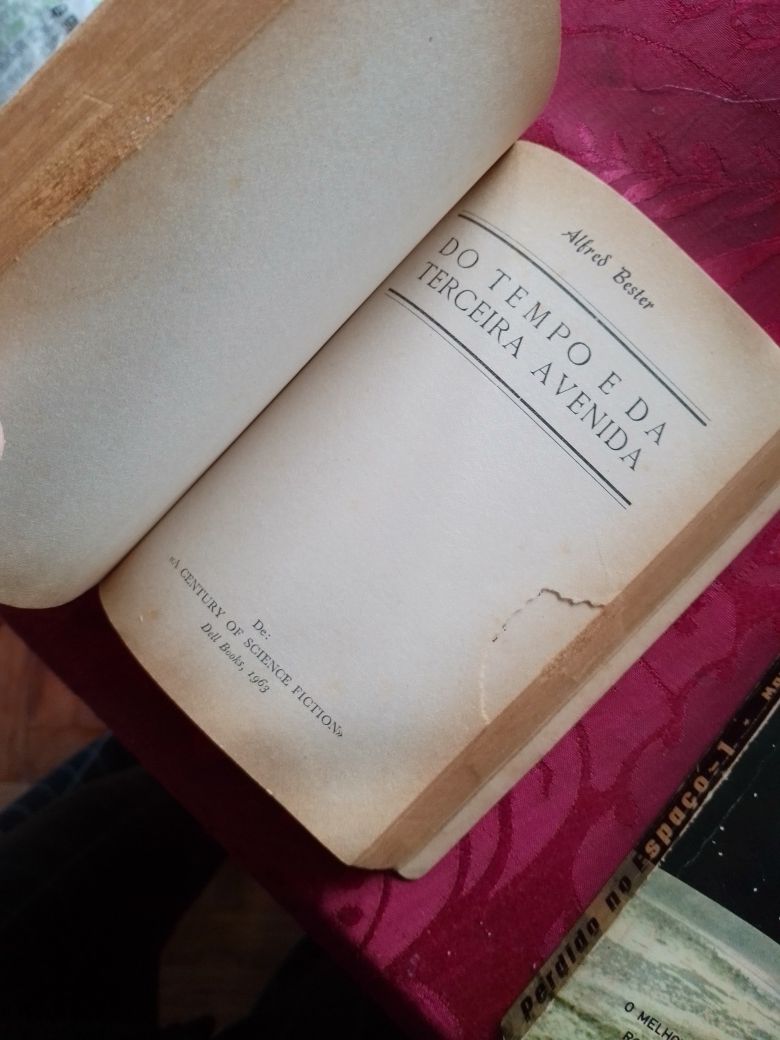 Alfred Bester
DO TEMPO E DA
TERCEIRA AVENIDA
De:
«A CENTURY OF SCIENCE FICTION»
Dell Books, 1963
Perdido no Espaço-1
O